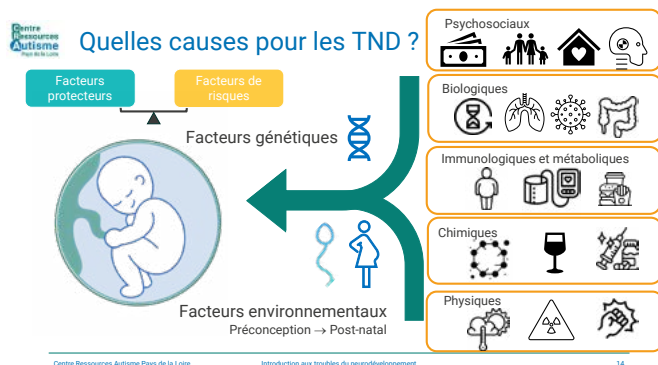 Centre
Ressources
Autisme
Pays de la Loire
Quelles causes pour les TND ?
Facteurs
protecteurs
Facteurs de
risques
Facteurs génétiques
Facteurs environnementaux
Préconception → Post-natal
Psychosociaux
Biologiques
Immunologiques et métaboliques
Chimiques
Physiques
Centre Ressources Autisme Pays de la Loire
Introduction aux troubles du neurodéveloppement
14